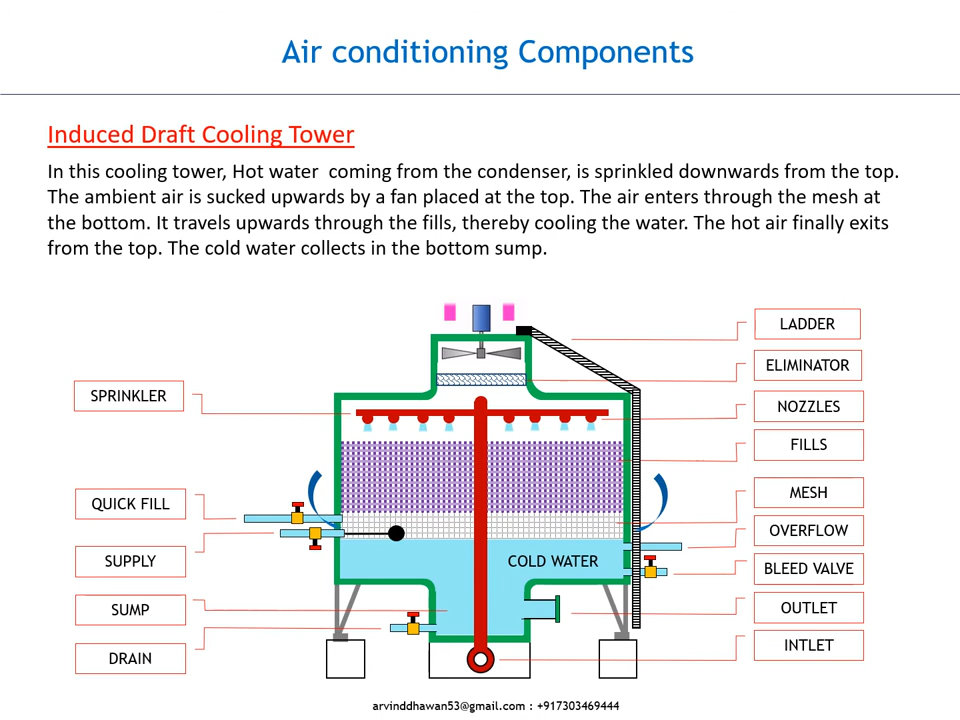 Air conditioning Components
Induced Draft Cooling Tower
In this cooling tower, Hot water  coming from the condenser, is sprinkled downwards from the top.
The ambient air is sucked upwards by a fan placed at the top. The air enters through the mesh at
the bottom. It travels upwards through the fills, thereby cooling the water. The hot air finally exits
from the top. The cold water collects in the bottom sump.
LADDER
ELIMINATOR
SPRINKLER
NOZZLES
FILLS
MESH
QUICK FILL
OVERFLOW
SUPPLY
COLD WATER
BLEED VALVE
SUMP
OUTLET
INTLET
DRAIN
arvinddhawan53@gmail.com : +917303469444